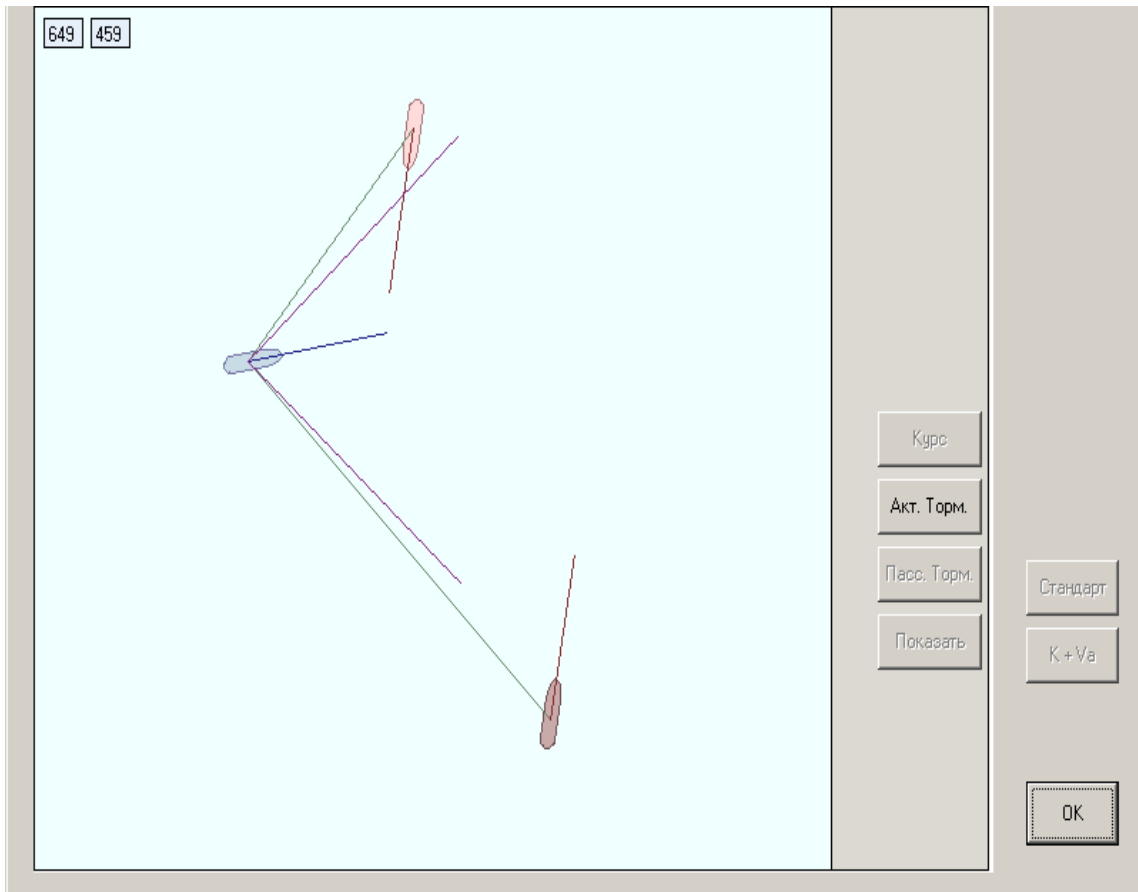 649 459
Курс
Акт. Торм.
Пасс. Торм.
Стандарт
Показать
K + Va
OK